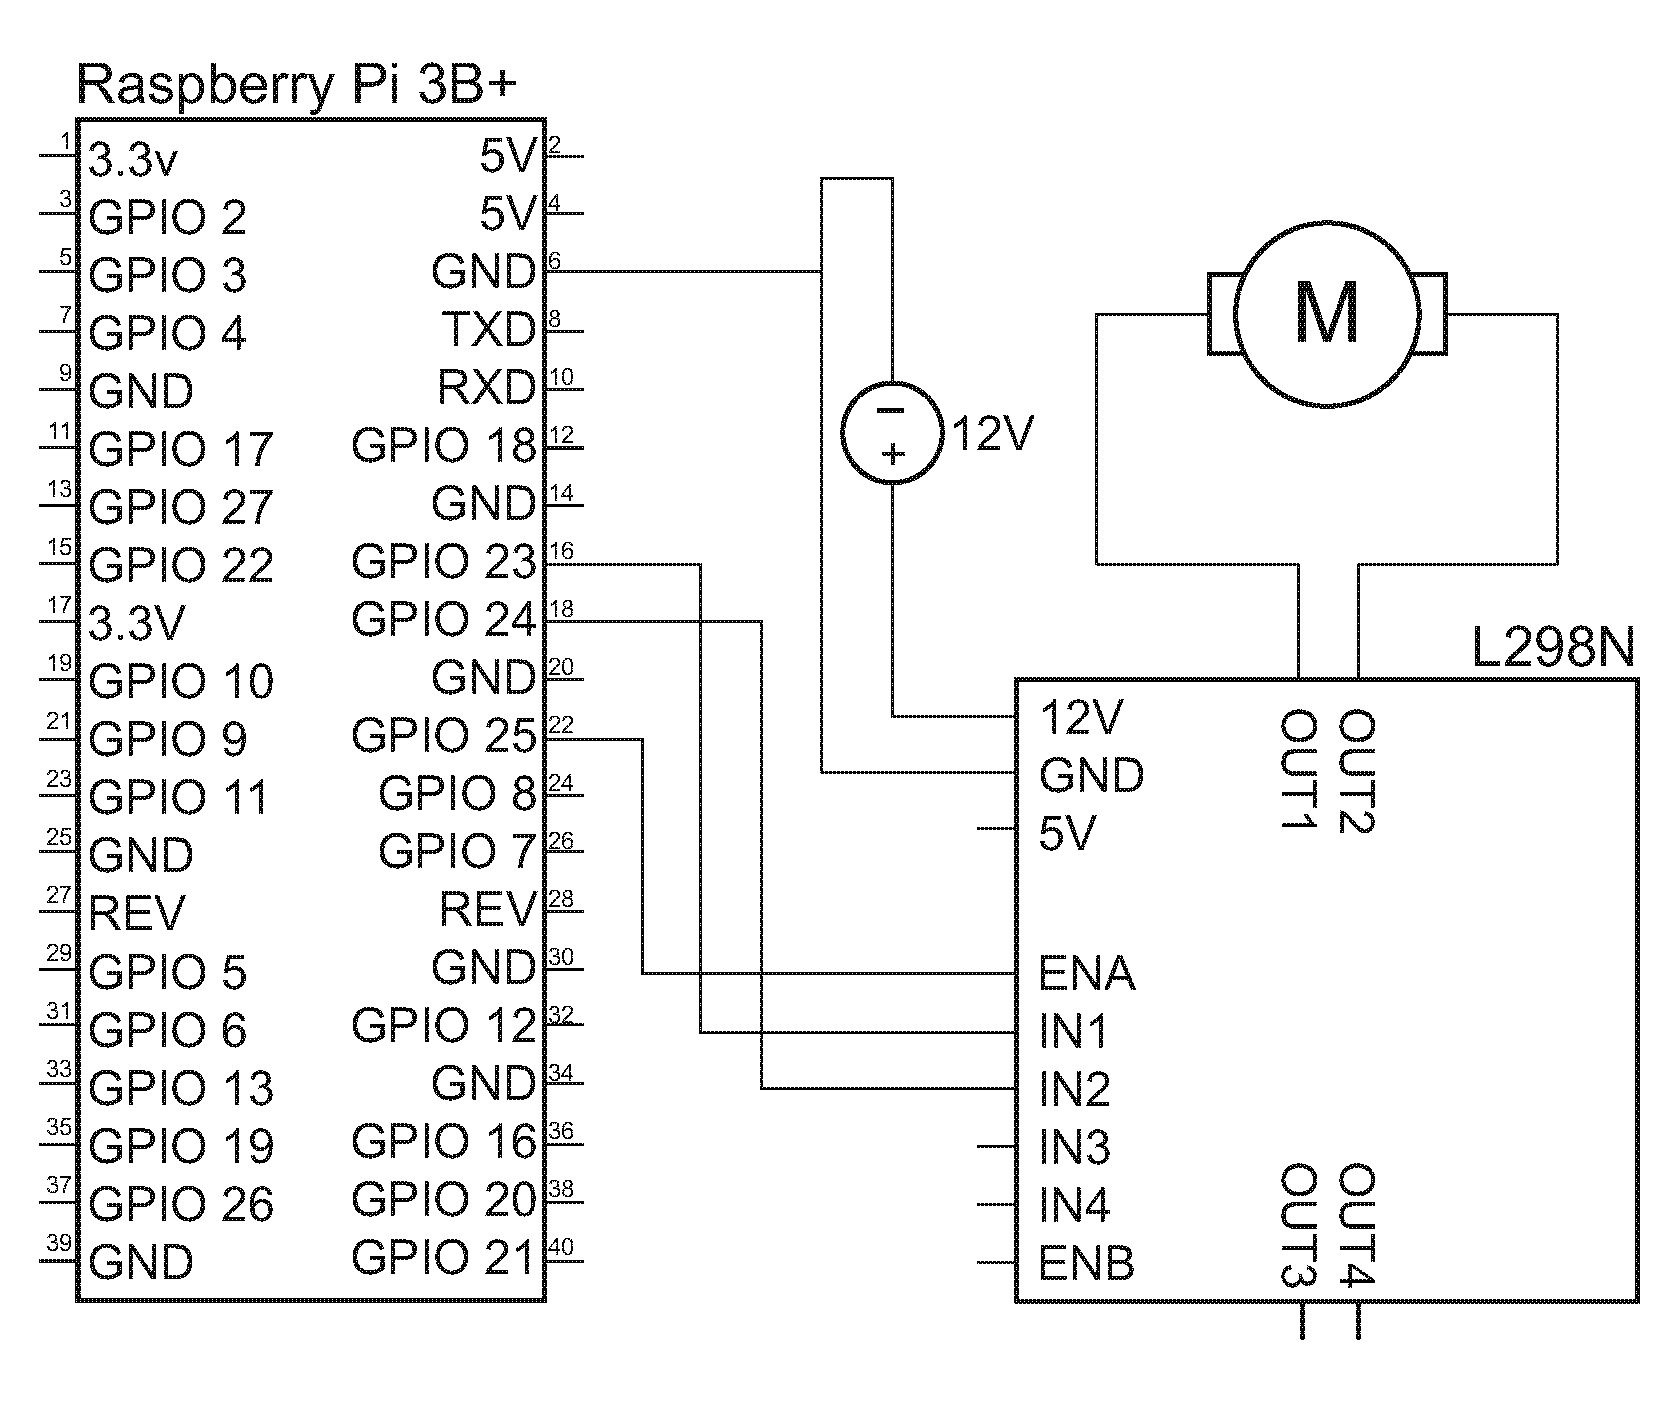 Raspberry Pi 3B+
1 3.3v 5V 2
3 GPIO 2 5V 4
5 GPIO 3 GND 6
7 GPIO 4 TXD 8
9 GND RXD 10
11 GPIO 17 GPIO 18 12
13 GPIO 27 GND 14
15 GPIO 22 GPIO 23 16
17 3.3V GPIO 24 18
19 GPIO 10 GND 20
21 GPIO 9 GPIO 25 22
23 GPIO 11 GPIO 8 24
25 GND GPIO 7 26
27 REV REV 28
29 GPIO 5 GND 30
31 GPIO 6 GPIO 12 32
33 GPIO 13 GND 34
35 GPIO 19 GPIO 16 36
37 GPIO 26 GPIO 20 38
39 GND GPIO 21 40
−
+
12V
M
L298N
12V
GND
5V
ENA
IN1
IN2
IN3
IN4
ENB
OUT1
OUT2
OUT3
OUT4